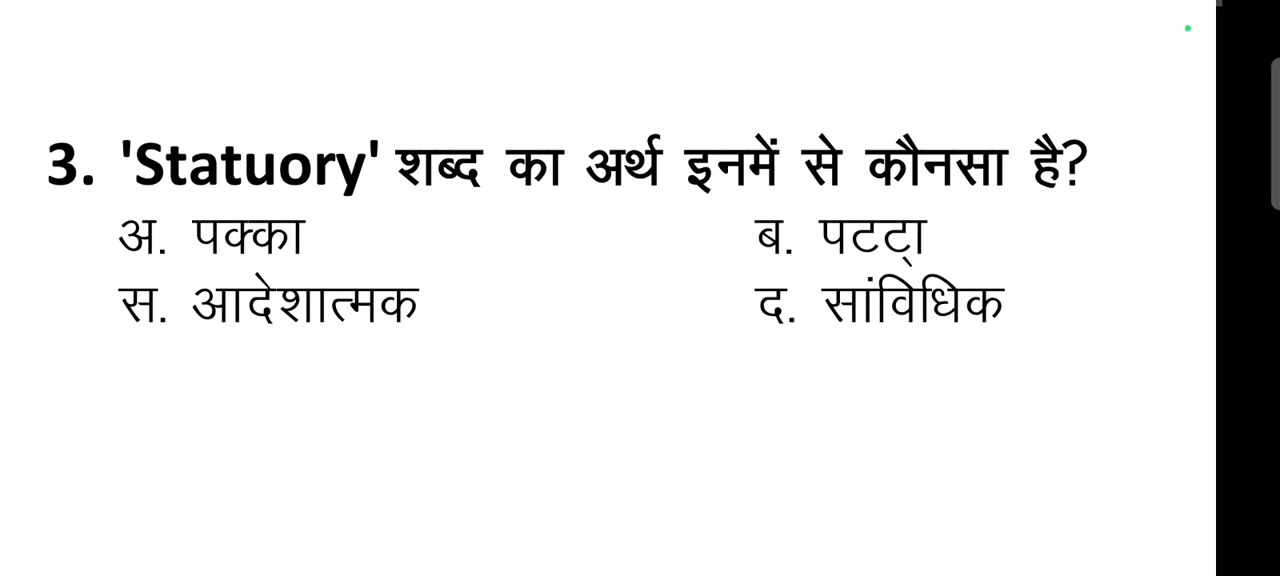 3. 'Statuory' शब्द का अर्थ इनमें से कौनसा है?
अ. पक्का ब. पटट्ा
स. आदेशात्मक द. सांविधिक